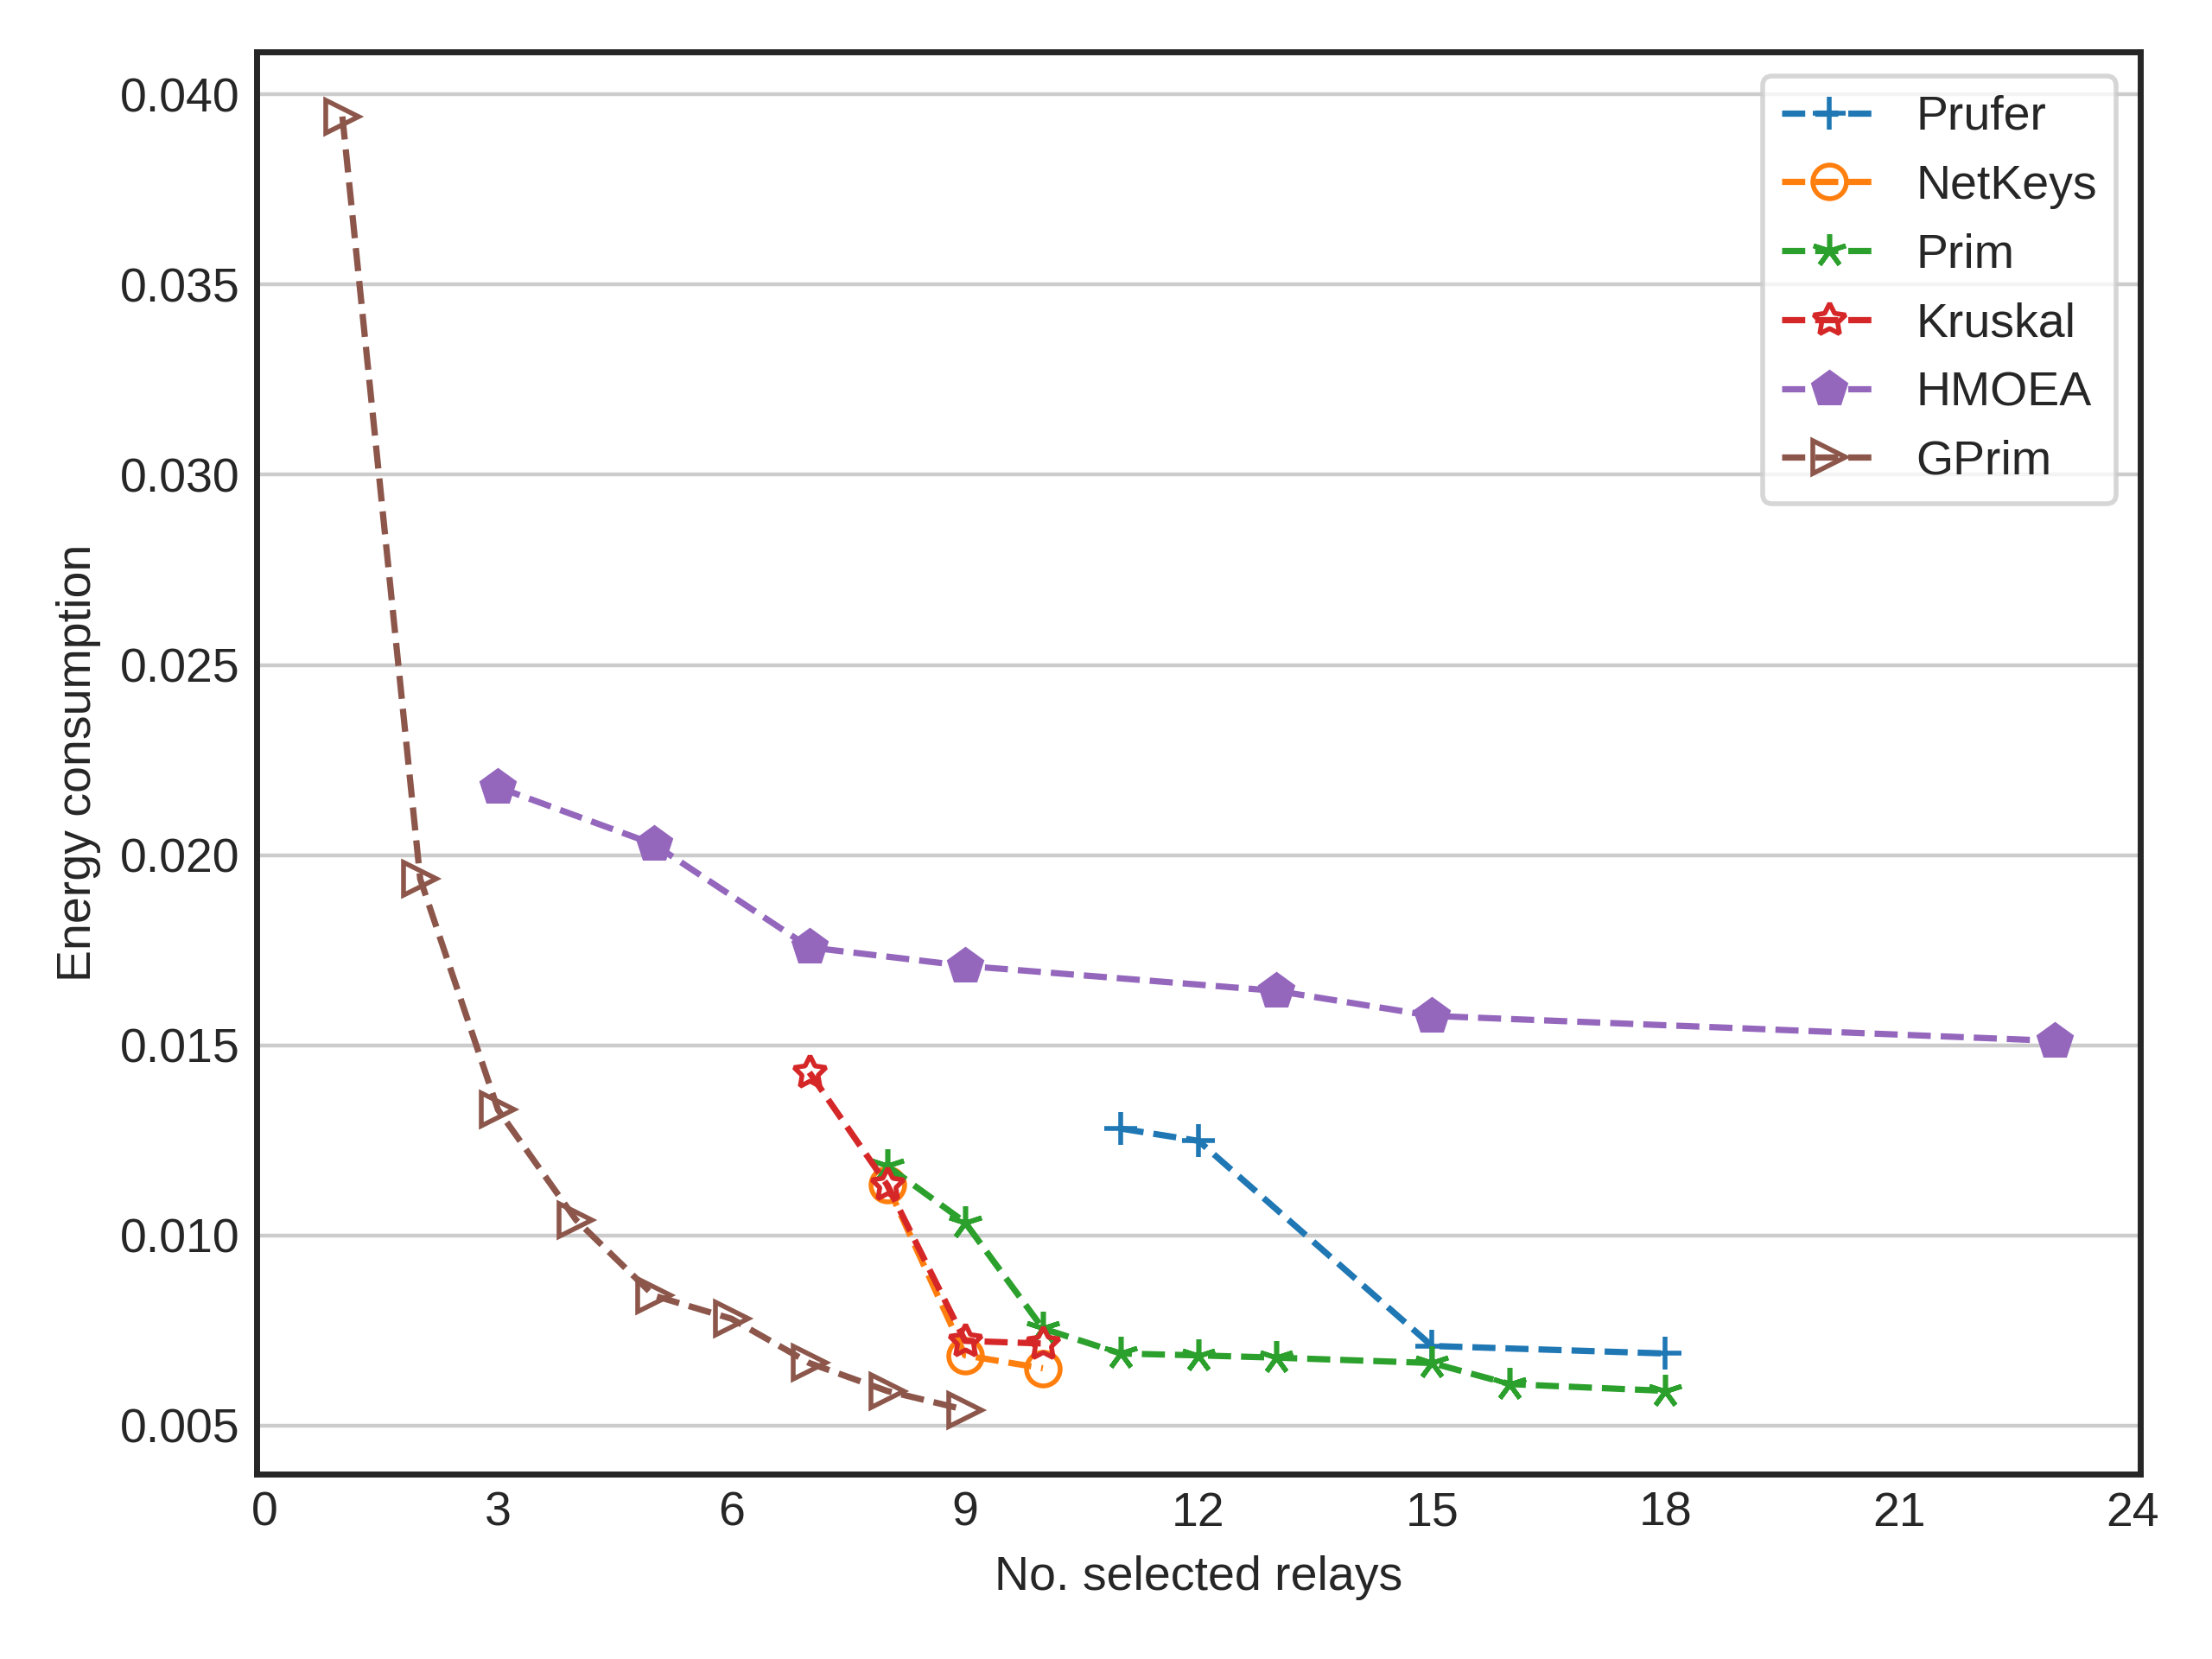 Energy consumption
0.040
0.035
0.030
0.025
0.020
0.015
0.010
0.005
0 3 6 9 12 15 18 21 24
No. selected relays
Prufer
NetKeys
Prim
Kruskal
HMOEA
GPrim